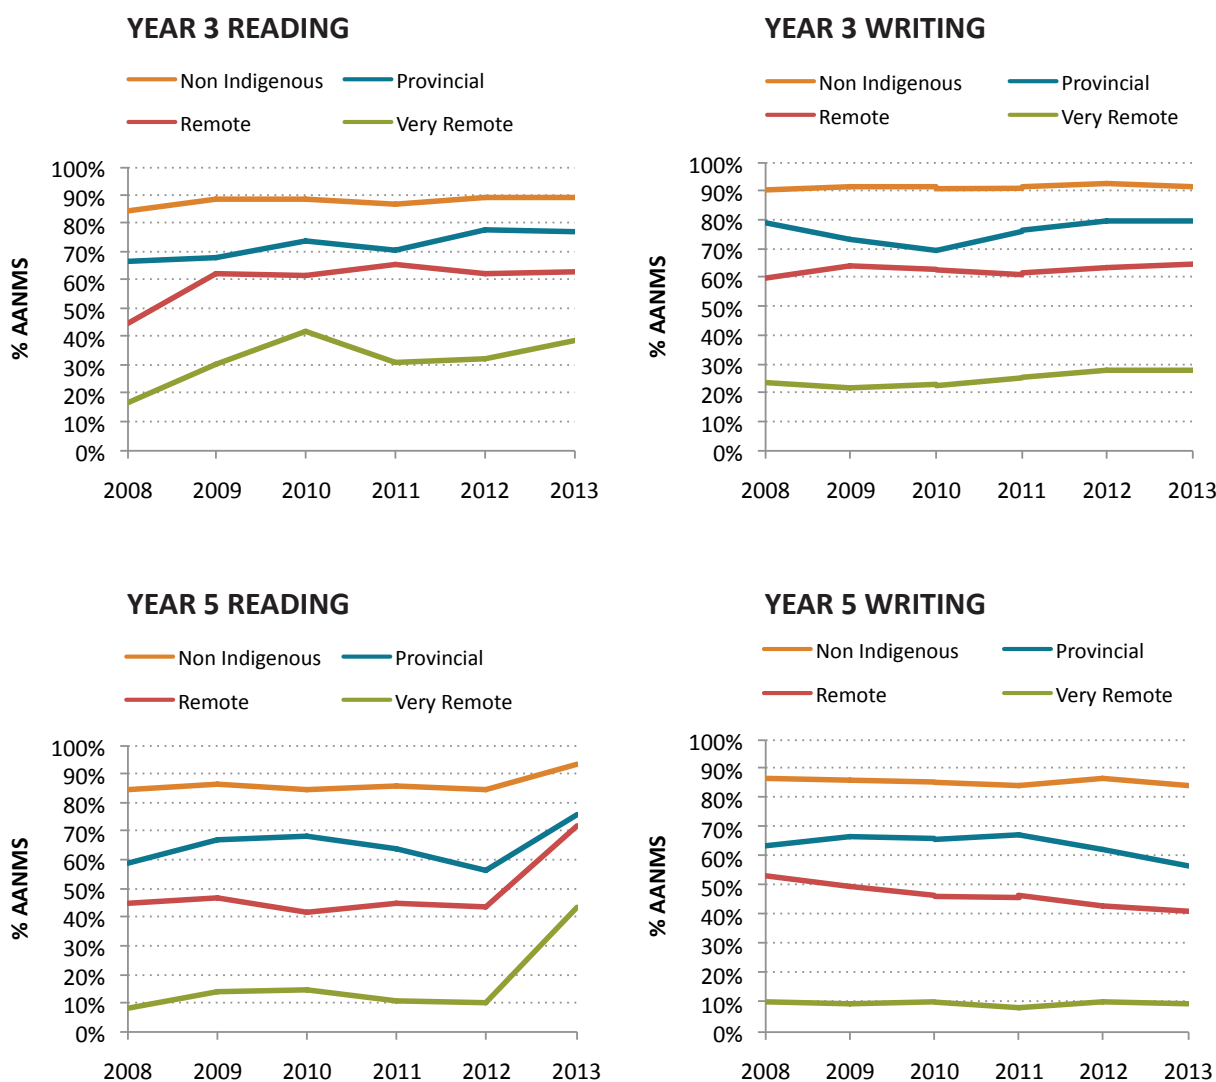 YEAR 3 READING
Non Indigenous Provincial
Remote Very Remote
% AANMS
100%
90%
80%
70%
60%
50%
40%
30%
20%
10%
0%
2008 2009 2010 2011 2012 2013
YEAR 3 WRITING
Non Indigenous Provincial
Remote Very Remote
% AANMS
100%
90%
80%
70%
60%
50%
40%
30%
20%
10%
0%
2008 2009 2010 2011 2012 2013
YEAR 5 READING
Non Indigenous Provincial
Remote Very Remote
% AANMS
100%
90%
80%
70%
60%
50%
40%
30%
20%
10%
0%
2008 2009 2010 2011 2012 2013
YEAR 5 WRITING
Non Indigenous Provincial
Remote Very Remote
% AANMS
100%
90%
80%
70%
60%
50%
40%
30%
20%
10%
0%
2008 2009 2010 2011 2012 2013